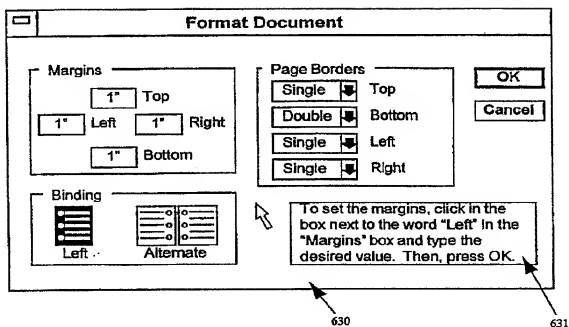 Format Document
Margins
1" Top
1" Left 1" Right
1" Bottom
Page Borders
Single Top
Double Bottom
Single Left
Single Right
OK
Cancel
Binding
Left
Alternate
To set the margins, click in the
box next to the word "Left" in the
"Margins" box and type the
desired value. Then, press OK.
630
631